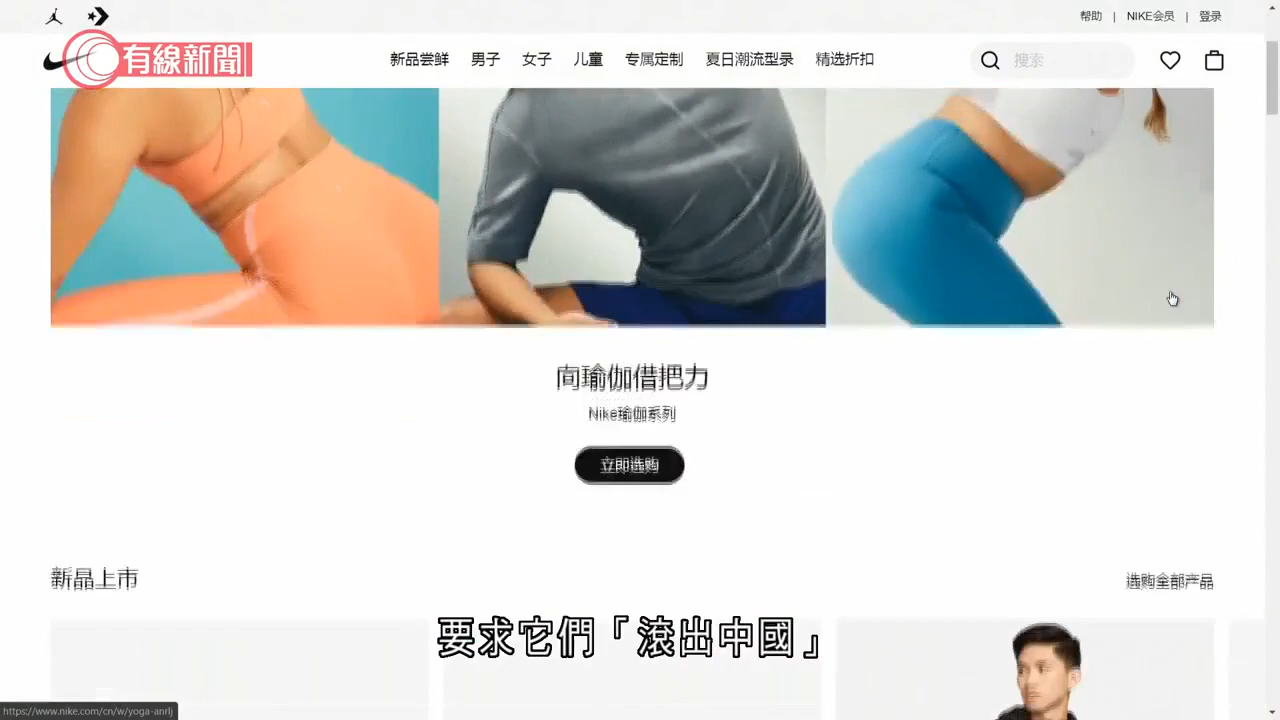 帮助 | NIKE会员 | 登录
有線新聞
新品尝鲜 男子 女子 儿童 专属定制 夏日潮流型录 精选折扣
搜索
向瑜伽借把力
Nike瑜伽系列
立即选购
新品上市
选购全部产品
要求它們「滾出中國」
https://www.nike.com/cn/w/yoga-anrlj